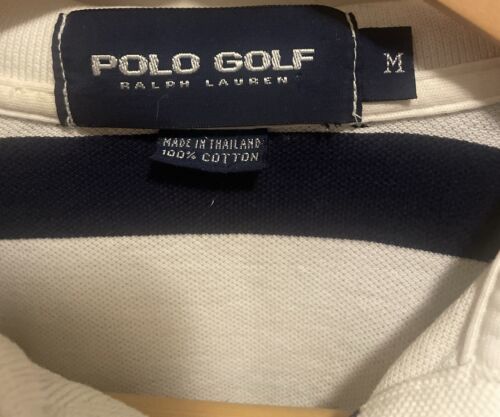 POLO GOLF
RALPH LAUREN
M
MADE IN THAILAND
100% COTTON